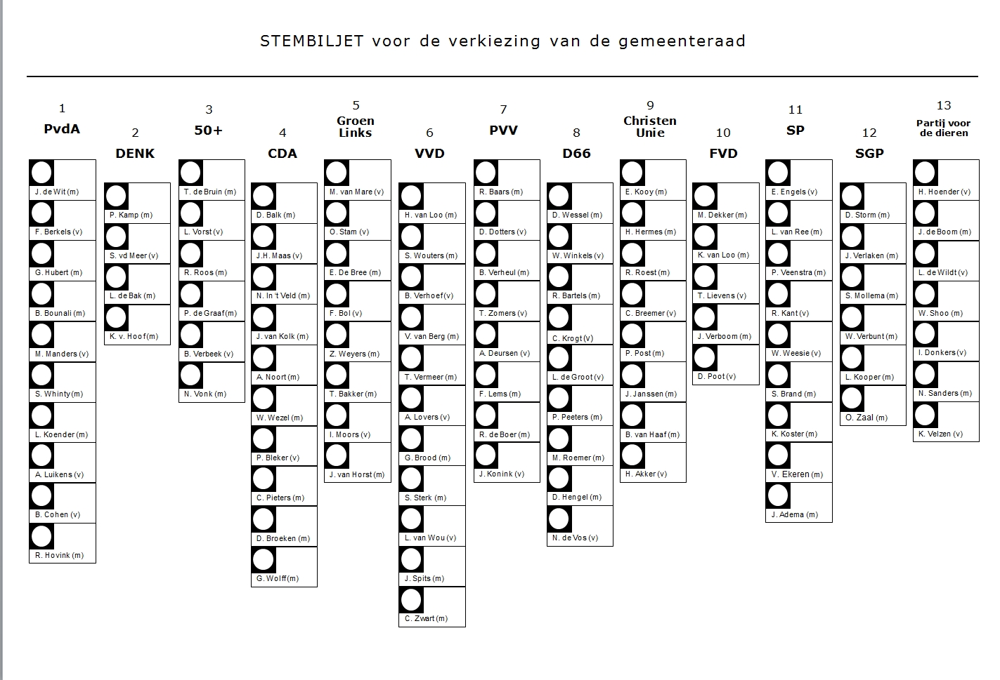 STEMBILJET voor de verkiezing van de gemeenteraad
1
PvdA
J. de Wit (m)
F. Berkels (v)
G. Hubert (m)
B. Bounali (m)
M. Manders (v)
S. Whinty (m)
L. Koender (m)
A. Luikens (v)
B. Cohen (v)
R. Hovink (m)
2
DENK
P. Kamp (m)
S. vd Meer (v)
L. de Bak (m)
K. v. Hoof (m)
3
50+
T. de Bruin (m)
L. Vorst (v)
R. Roos (m)
P. de Graaf (m)
B. Verbeek (v)
N. Vonk (m)
4
CDA
D. Balk (m)
J.H. Maas (v)
N. In 't Veld (m)
J. van Kolk (m)
A. Noort (m)
W. Wezel (m)
P. Bleker (v)
C. Pieters (m)
D. Broeken (m)
G. Wolff (m)
5
Groen
Links
M. van Mare (v)
O. Stam (v)
E. De Bree (m)
F. Bol (v)
Z. Weyers (m)
T. Bakker (m)
I. Moors (v)
J. van Horst (m)
6
VVD
H. van Loo (m)
S. Wouters (m)
B. Verhoef (v)
V. van Berg (m)
T. Vermeer (m)
A. Lovers (v)
G. Brood (m)
S. Sterk (m)
L. van Wou (v)
J. Spits (m)
C. Zwart (m)
7
PVV
R. Baars (m)
D. Dotters (v)
B. Verheul (m)
T. Zomers (v)
A. Deursen (v)
F. Lems (m)
R. de Boer (m)
J. Konink (v)
8
D66
D. Wessel (m)
W. Winkels (v)
R. Bartels (m)
C. Krogt (v)
L. de Groot (v)
P. Peeters (m)
M. Roemer (m)
D. Hengel (m)
N. de Vos (v)
9
Christen
Unie
E. Kooy (m)
H. Hermes (m)
R. Roest (m)
C. Breemer (v)
P. Post (m)
J. Janssen (m)
B. van Haaf (m)
H. Akker (v)
10
FVD
M. Dekker (m)
K. van Loo (m)
T. Lievens (v)
J. Verboom (m)
D. Poot (v)
11
SP
E. Engels (v)
L. van Ree (m)
P. Veenstra (m)
R. Kant (v)
W. Weesie (v)
S. Brand (m)
K. Koster (m)
V. Ekeren (m)
J. Adema (m)
12
SGP
D. Storm (m)
J. Verlaken (m)
S. Mollema (m)
W. Verbunt (m)
L. Kooper (m)
O. Zaal (m)
13
Partij voor
de dieren
H. Hoender (v)
J. de Boom (m)
L. de Wildt (v)
W. Shoo (m)
I. Donkers (v)
N. Sanders (m)
K. Velzen (v)